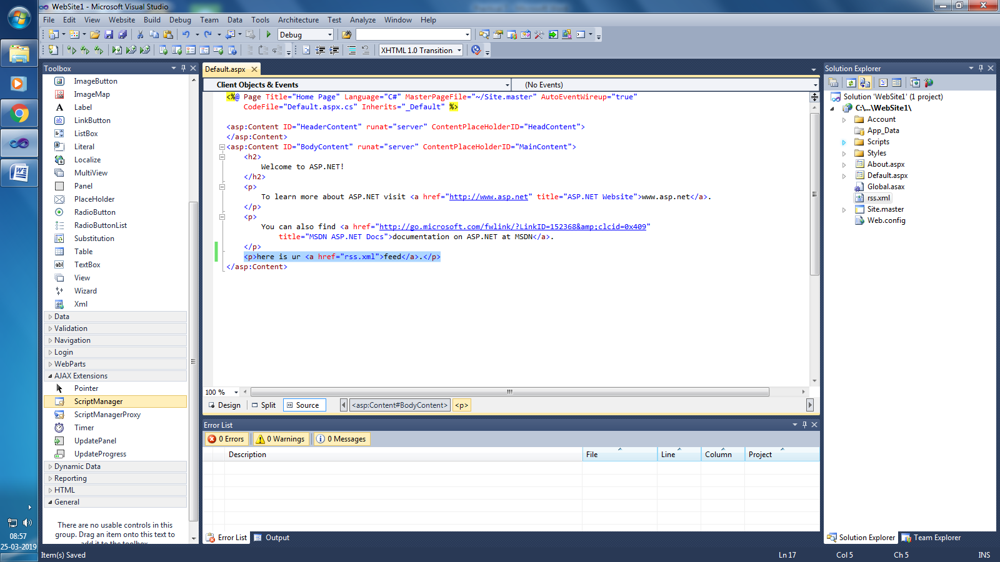 WebSite1 - Microsoft Visual Studio
File Edit View Website Build Debug Team Data Tools Architecture Test Analyze Window Help
Debug
XHTML 1.0 Transition
Toolbox
ImageButton
ImageMap
Label
LinkButton
ListBox
Literal
Localize
MultiView
Panel
PlaceHolder
RadioButton
RadioButtonList
Substitution
Table
TextBox
View
Wizard
Xml
Data
Validation
Navigation
Login
WebParts
AJAX Extensions
Pointer
ScriptManager
ScriptManagerProxy
Timer
UpdatePanel
UpdateProgress
Dynamic Data
Reporting
HTML
General
There are no usable controls in this
group. Drag an item onto this text to
add it to the toolbox.
Default.aspx
Client Objects & Events (No Events)
<%@ Page Title="Home Page" Language="C#" MasterPageFile="~/Site.master" AutoEventWireup="true"
CodeFile="Default.aspx.cs" Inherits="_Default" %>
<asp:Content ID="HeaderContent" runat="server" ContentPlaceHolderID="HeadContent">
</asp:Content>
<asp:Content ID="BodyContent" runat="server" ContentPlaceHolderID="MainContent">
<h2>
Welcome to ASP.NET!
</h2>
<p>
To learn more about ASP.NET visit <a href="http://www.asp.net" title="ASP.NET Website">www.asp.net</a>.
</p>
<p>
You can also find <a href="http://go.microsoft.com/fwlink/?LinkID=152368&amp;clcid=0x409"
title="MSDN ASP.NET Docs">documentation on ASP.NET at MSDN</a>.
</p>
<p>here is ur <a href="rss.xml">feed</a>.</p>
</asp:Content>
100 %
Design Split Source <asp:Content#BodyContent> <p>
Error List
0 Errors 0 Warnings 0 Messages
Description File Line Column Project
Error List Output
Solution Explorer
Solution 'WebSite1' (1 project)
C:\...\WebSite1\
Account
App_Data
Scripts
Styles
About.aspx
Default.aspx
Global.asax
rss.xml
Site.master
Web.config
Solution Explorer Team Explorer
08:57
25-03-2019
Item(s) Saved Ln 17 Col 5 Ch 5 INS